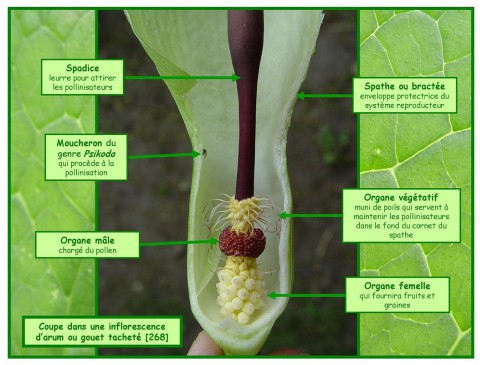 Spadice
leurre pour attirer
les pollinisateurs
Spathe ou bractée
enveloppe protectrice du
système reproducteur
Moucheron du
genre Psikoda
qui procède à la
pollinisation
Organe végétatif
muni de poils qui servent à
maintenir les pollinisateurs
dans le fond du cornet du
spathe
Organe mâle
chargé du pollen
Organe femelle
qui fournira fruits et
graines
Coupe dans une inflorescence
d'arum ou gouet tacheté [268]